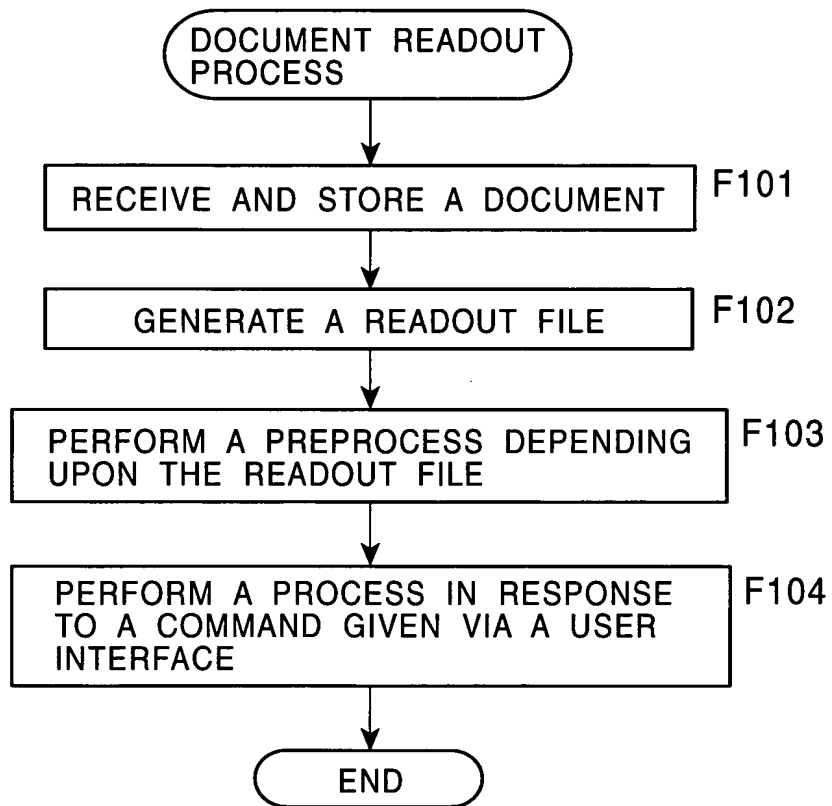 DOCUMENT READOUT
PROCESS
RECEIVE AND STORE A DOCUMENT
F101
GENERATE A READOUT FILE
F102
PERFORM A PREPROCESS DEPENDING
UPON THE READOUT FILE
F103
PERFORM A PROCESS IN RESPONSE
TO A COMMAND GIVEN VIA A USER
INTERFACE
F104
END